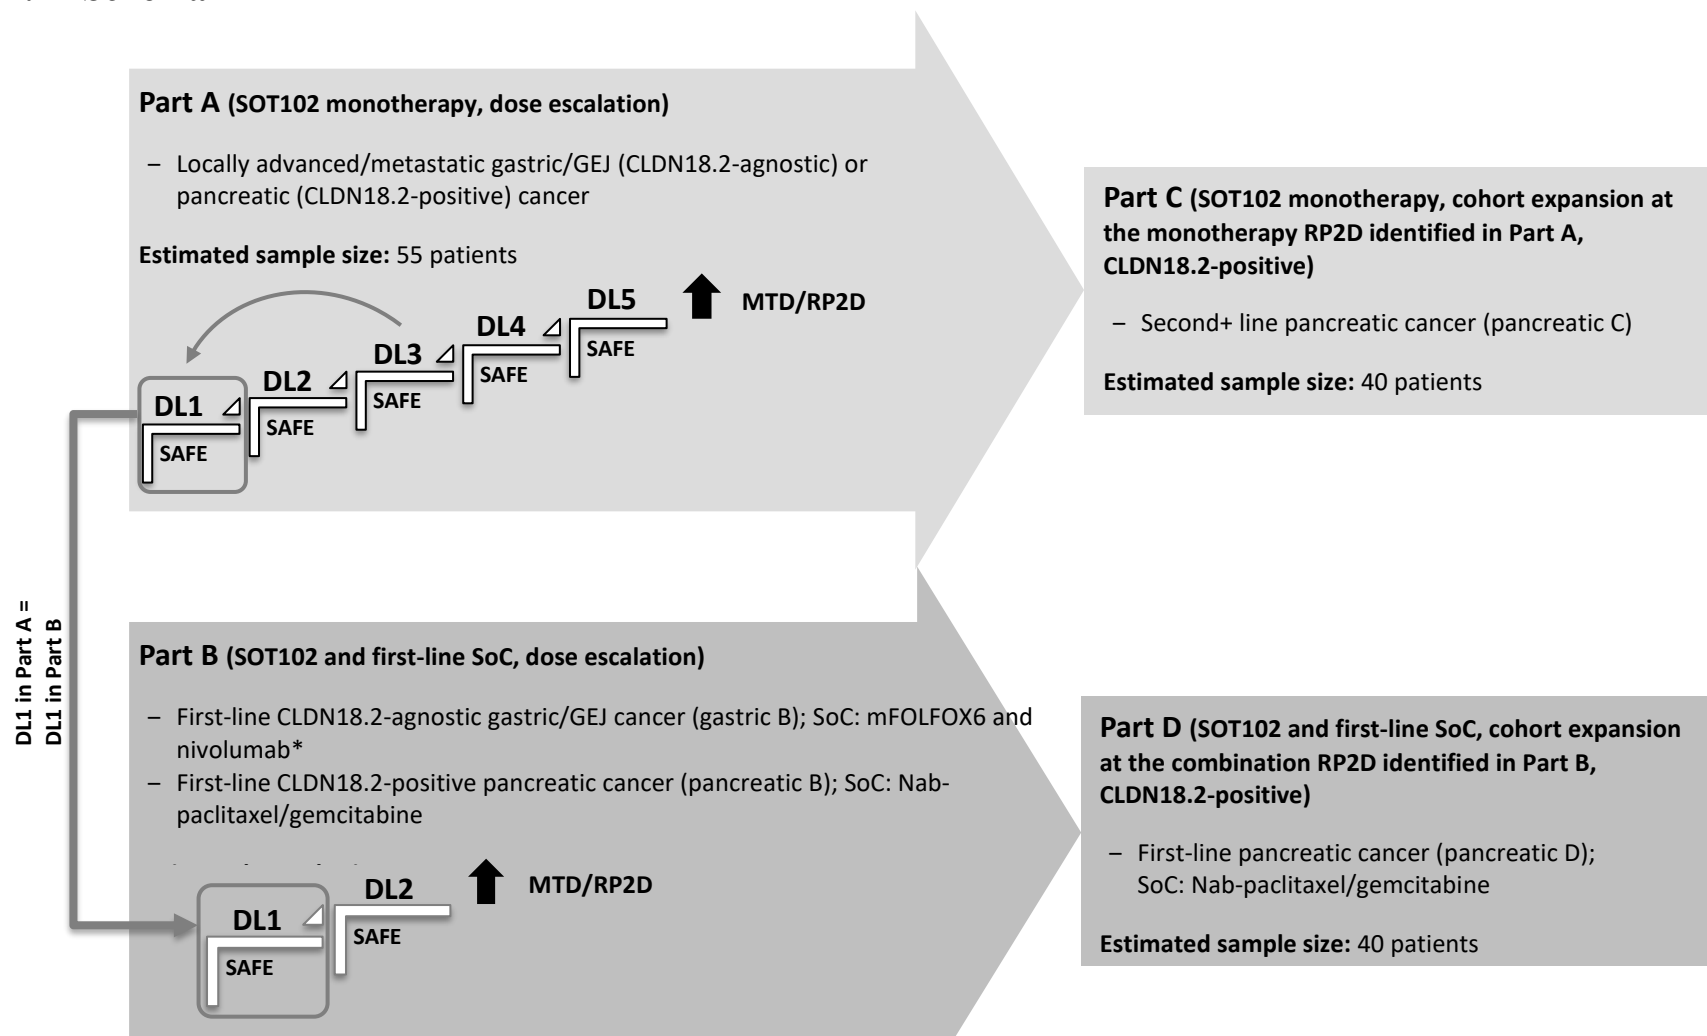 Part A (SOT102 monotherapy, dose escalation)
– Locally advanced/metastatic gastric/GEJ (CLDN18.2-agnostic) or
pancreatic (CLDN18.2-positive) cancer
Estimated sample size: 55 patients
DL1
SAFE
DL2
SAFE
DL3
SAFE
DL4
SAFE
DL5
SAFE
MTD/RP2D
Part C (SOT102 monotherapy, cohort expansion at
the monotherapy RP2D identified in Part A,
CLDN18.2-positive)
– Second+ line pancreatic cancer (pancreatic C)
Estimated sample size: 40 patients
DL1 in Part A =
DL1 in Part B
Part B (SOT102 and first-line SoC, dose escalation)
– First-line CLDN18.2-agnostic gastric/GEJ cancer (gastric B); SoC: mFOLFOX6 and
nivolumab*
– First-line CLDN18.2-positive pancreatic cancer (pancreatic B); SoC: Nab-
paclitaxel/gemcitabine
DL1
SAFE
DL2
SAFE
MTD/RP2D
Part D (SOT102 and first-line SoC, cohort expansion
at the combination RP2D identified in Part B,
CLDN18.2-positive)
– First-line pancreatic cancer (pancreatic D);
SoC: Nab-paclitaxel/gemcitabine
Estimated sample size: 40 patients